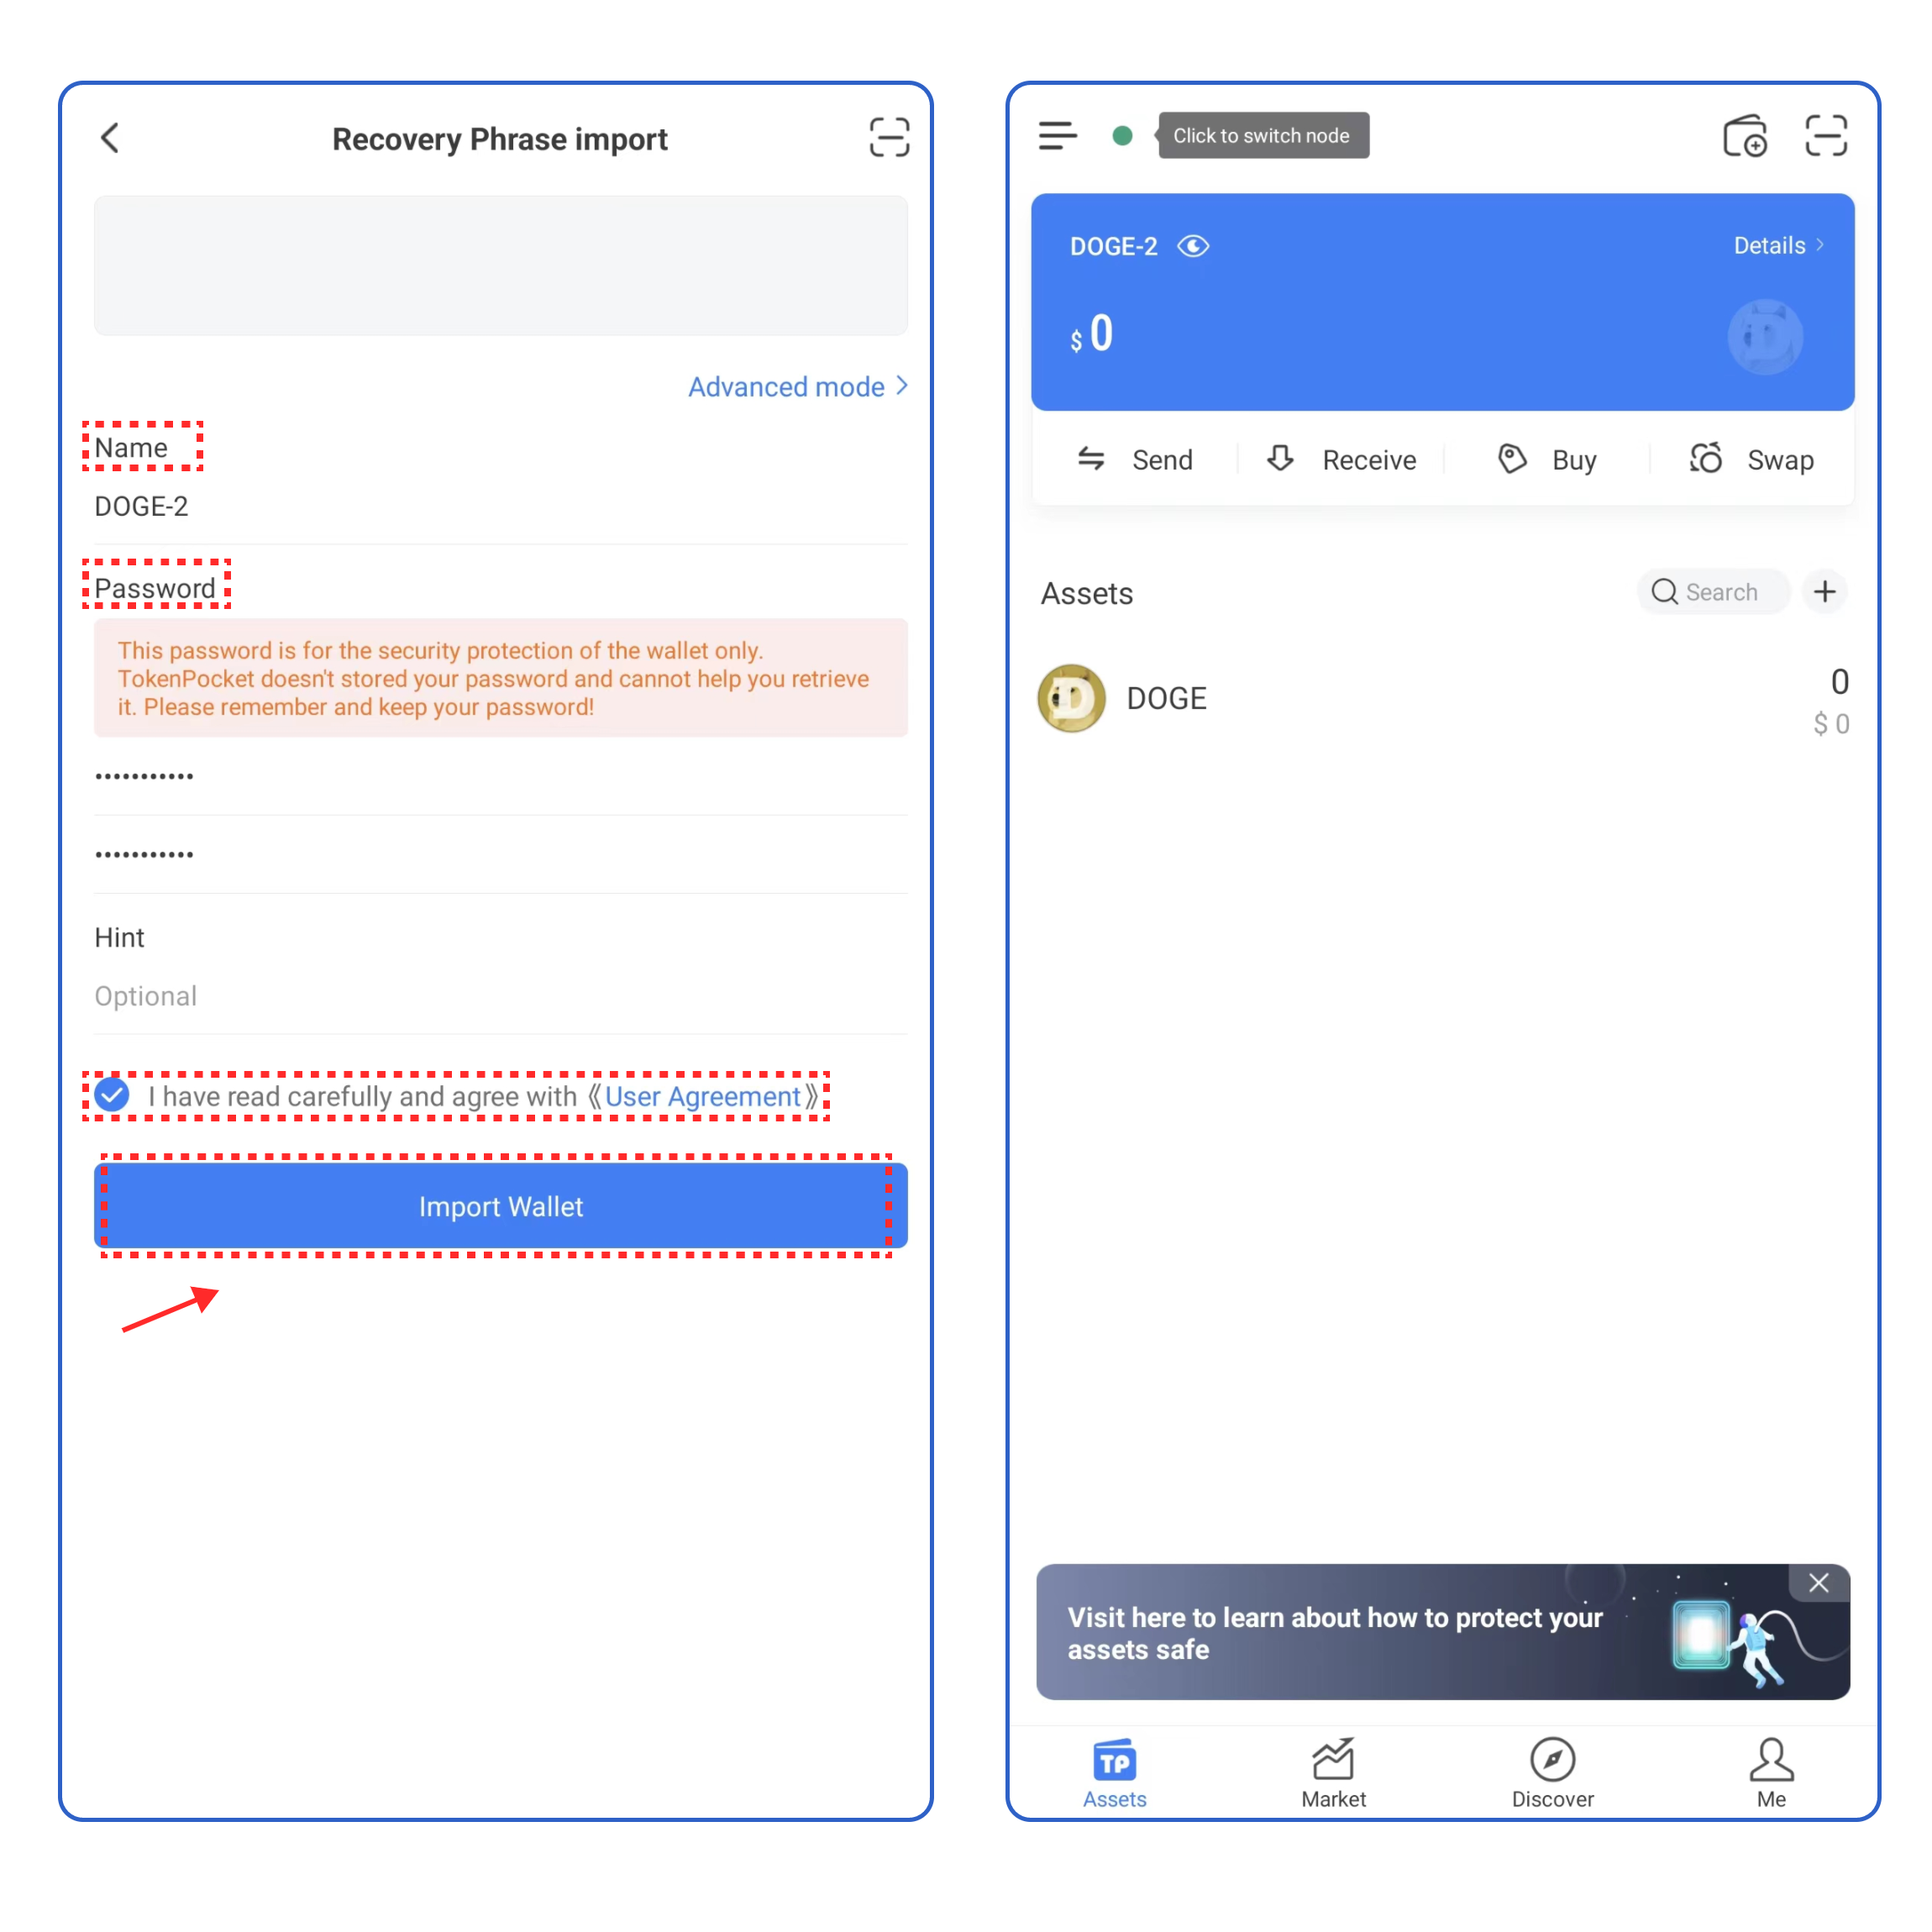 Recovery Phrase import
Advanced mode >
Name
DOGE-2
Password
This password is for the security protection of the wallet only.
TokenPocket doesn't stored your password and cannot help you retrieve
it. Please remember and keep your password!
•••••••••••
•••••••••••
Hint
Optional
I have read carefully and agree with《User Agreement》
Import Wallet
Click to switch node
DOGE-2
Details >
$ 0
Send
Receive
Buy
Swap
Assets
Search
DOGE
0
$ 0
Visit here to learn about how to protect your
assets safe
TP
Assets
Market
Discover
Me